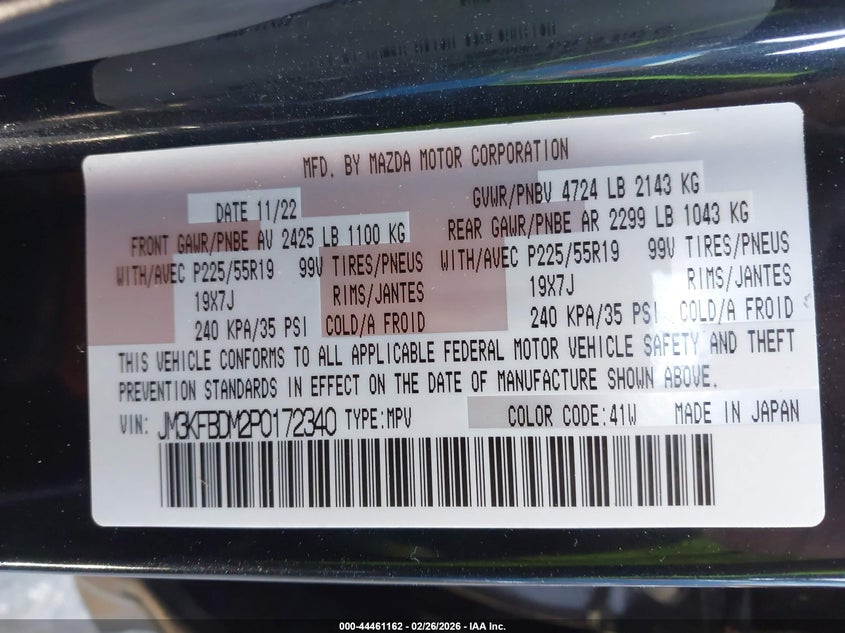 MFD. BY MAZDA MOTOR CORPORATION
DATE 11/22
GVWR/PNBV 4724 LB 2143 KG
FRONT GAWR/PNBE AV 2425 LB 1100 KG
REAR GAWR/PNBE AR 2299 LB 1043 KG
WITH/AVEC P225/55R19 99V TIRES/PNEUS
WITH/AVEC P225/55R19 99V TIRES/PNEUS
19X7J RIMS/JANTES
19X7J RIMS/JANTES
240 KPA/35 PSI COLD/A FROID
240 KPA/35 PSI COLD/A FROID
THIS VEHICLE CONFORMS TO ALL APPLICABLE FEDERAL MOTOR VEHICLE SAFETY AND THEFT
PREVENTION STANDARDS IN EFFECT ON THE DATE OF MANUFACTURE SHOWN ABOVE.
VIN: JM3KFBDM2P0172340 TYPE:MPV COLOR CODE:41W MADE IN JAPAN
000-44461162 - 02/26/2026 - IAA Inc.